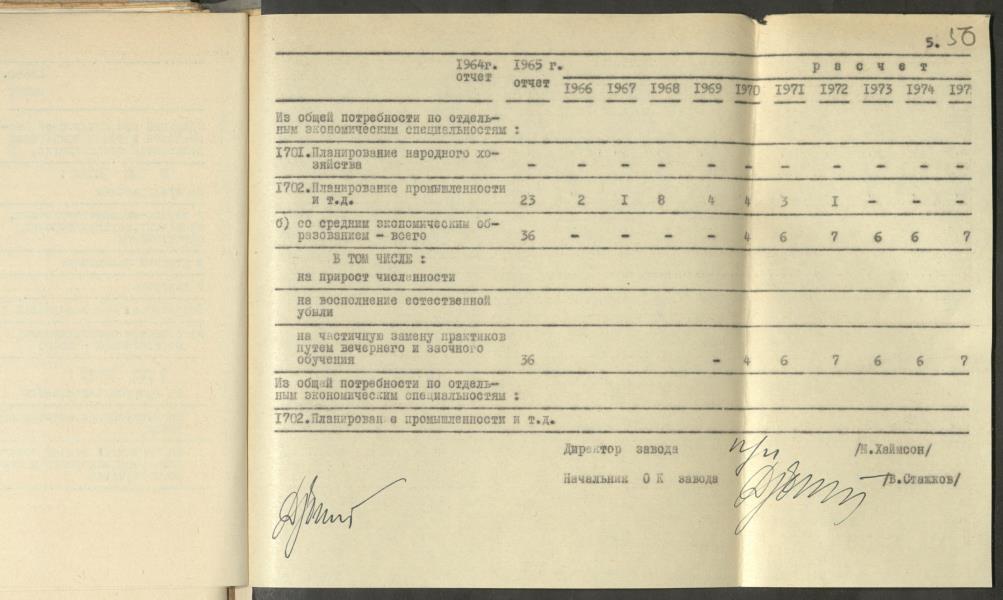 5. 50
1964г. 1965 г. расчет
отчет отчет 1966 1967 1968 1969 1970 1971 1972 1973 1974 197
Из общей потребности по отдель-
ным экономическим специальностям :
1701.Планирование народного хо-
зяйства – – – – – – – – – – –
1702.Планирование промышленности
и т.д. 23 2 1 8 4 4 3 1 – – –
б) со средним экономическим об-
разованием – всего 36 – – – – 4 6 7 6 6 7
В ТОМ ЧИСЛЕ :
на прирост численности
на восполнение естественной
убыли
на частичную замену практиков
путем вечернего и заочного
обучения 36 – 4 6 7 6 6 7
Из общей потребности по отдель-
ным экономическим специальностям :
1702.Планирован е промышленности и т.д.
Директор завода /М.Хаймсон/
Начальник О К завода /В.Сташков/